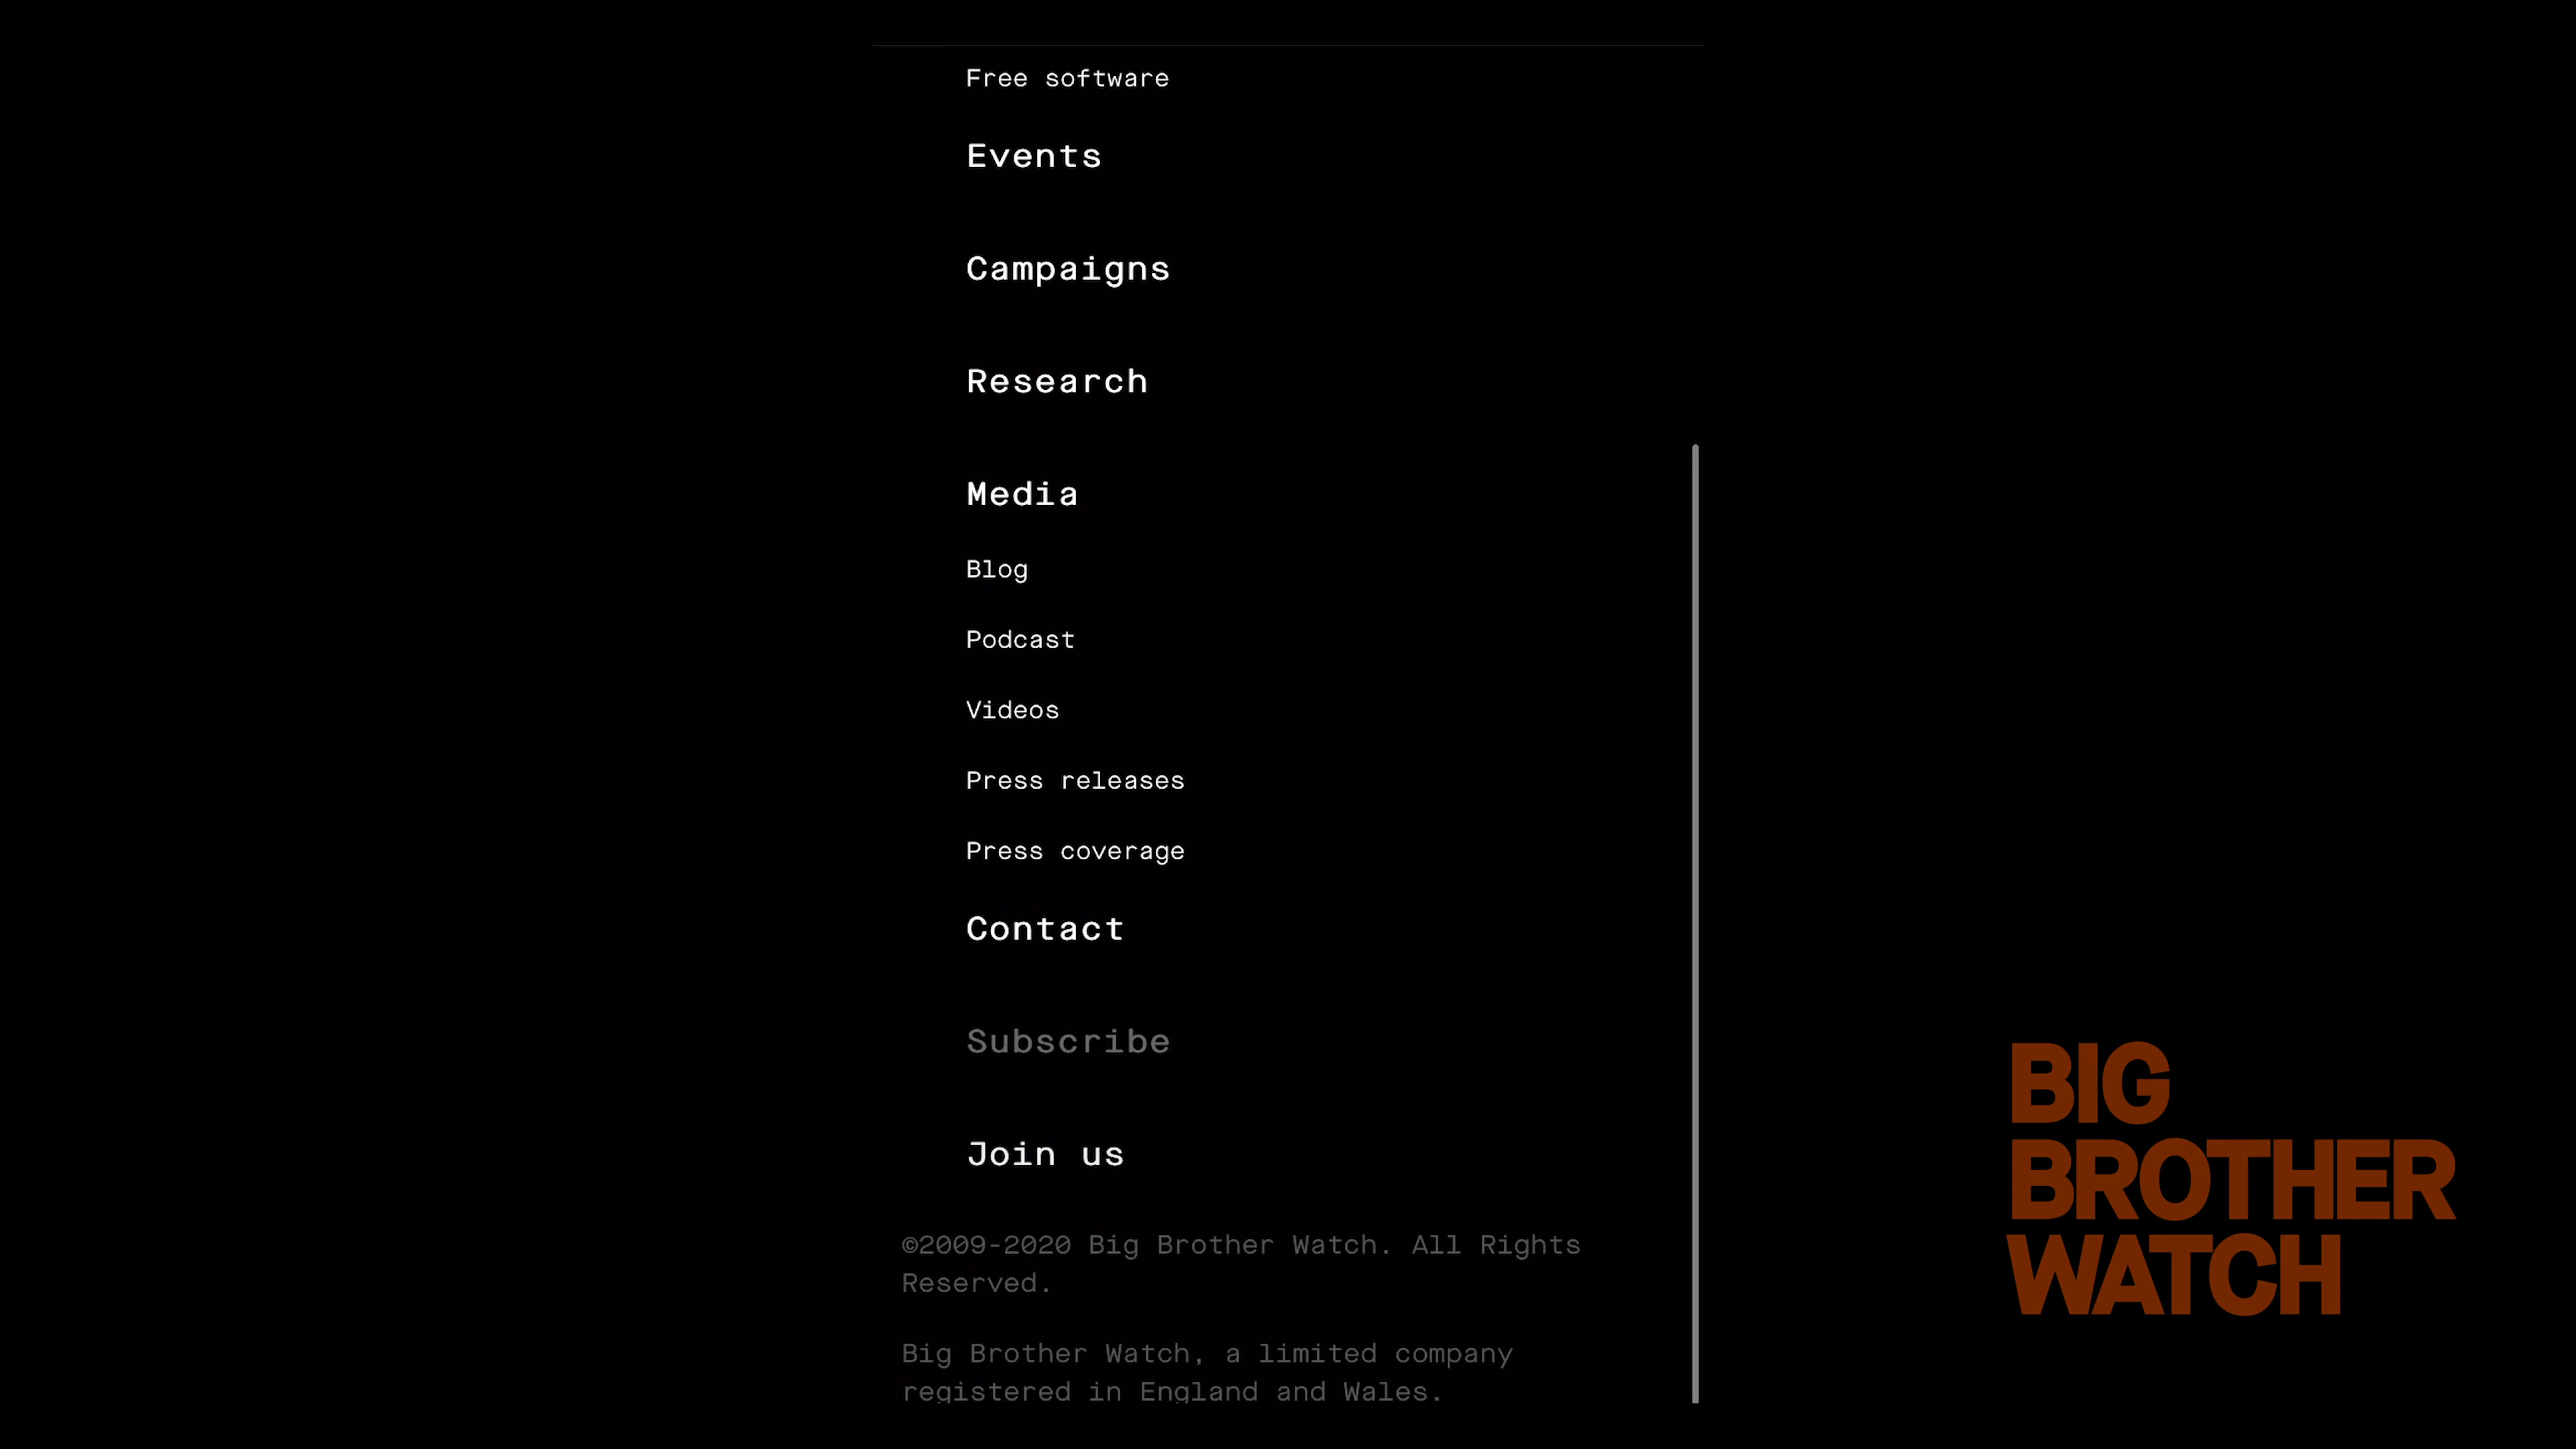 Free software
Events
Campaigns
Research
Media
Blog
Podcast
Videos
Press releases
Press coverage
Contact
Subscribe
Join us
©2009-2020 Big Brother Watch. All Rights
Reserved.
Big Brother Watch, a limited company
registered in England and Wales.
BIG
BROTHER
WATCH